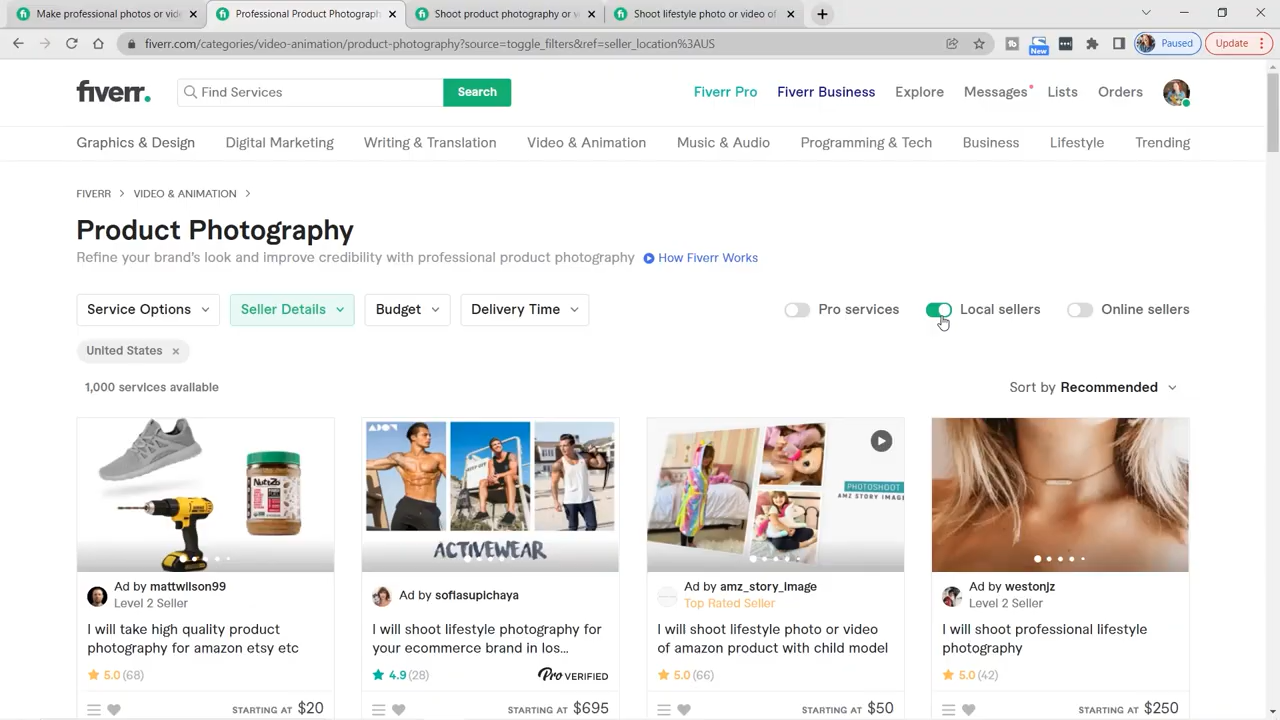 Make professional photos or vide
Professional Product Photograph
Shoot product photography or v
Shoot lifestyle photo or video of
fiverr.com/categories/video-animation/product-photography?source=toggle_filters&ref=seller_location%3AUS
New
Paused
Update
fiverr.
Find Services
Search
Fiverr Pro
Fiverr Business
Explore
Messages
Lists
Orders
Graphics & Design
Digital Marketing
Writing & Translation
Video & Animation
Music & Audio
Programming & Tech
Business
Lifestyle
Trending
FIVERR
VIDEO & ANIMATION
Product Photography
Refine your brand's look and improve credibility with professional product photography
How Fiverr Works
Service Options
Seller Details
Budget
Delivery Time
Pro services
Local sellers
Online sellers
United States
1,000 services available
Sort by Recommended
NuttZo
ADON
ACTIVEWEAR
PHOTOSHOOT
AMZ STORY IMAGE
Ad by mattwilson99
Level 2 Seller
I will take high quality product
photography for amazon etsy etc
5.0 (68)
STARTING AT $20
Ad by sofiasupichaya
I will shoot lifestyle photography for
your ecommerce brand in los...
4.9 (28)
Pro VERIFIED
STARTING AT $695
Ad by amz_story_image
Top Rated Seller
I will shoot lifestyle photo or video
of amazon product with child model
5.0 (66)
STARTING AT $50
Ad by westonjz
Level 2 Seller
I will shoot professional lifestyle
photography
5.0 (42)
STARTING AT $250